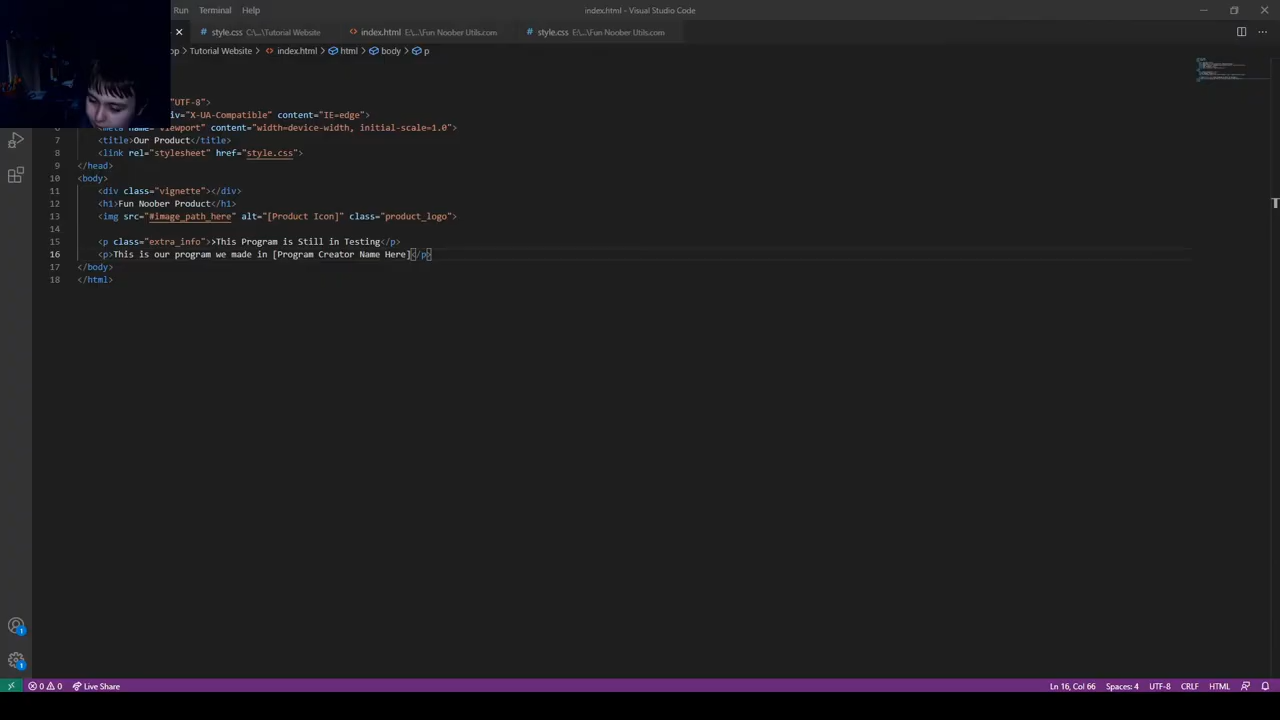 Run Terminal Help
index.html - Visual Studio Code
style.css C:\...\Tutorial Website
index.html E:\...\Fun Noober Utils.com
style.css E:\...\Fun Noober Utils.com
Tutorial Website > index.html > html > body > p
"UTF-8">
"X-UA-Compatible" content="IE=edge">
content="width=device-width, initial-scale=1.0">
7 <title>Our Product</title>
8 <link rel="stylesheet" href="style.css">
9 </head>
10 <body>
11 <div class="vignette"></div>
12 <h1>Fun Noober Product</h1>
13 <img src="#image_path_here" alt="[Product Icon]" class="product_logo">
14
15 <p class="extra_info">>This Program is Still in Testing</p>
16 <p>This is our program we made in [Program Creator Name Here]</p>
17 </body>
18 </html>
1
1
0 0 Live Share
Ln 16, Col 66 Spaces: 4 UTF-8 CRLF HTML